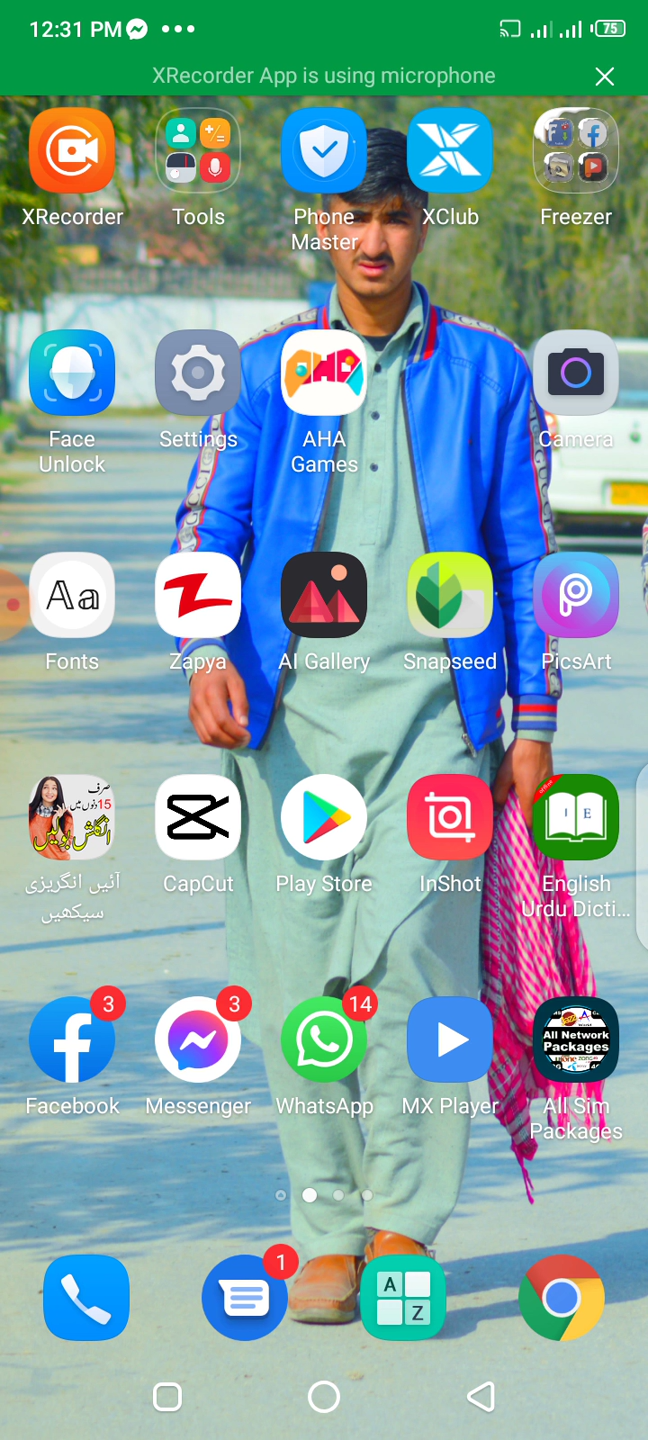 12:31 PM
75
XRecorder App is using microphone
XRecorder
Tools
Phone
Master
XClub
Freezer
Face
Unlock
Settings
AHA
AHA
Games
Camera
GUCCI
Aa
Fonts
Zapya
AI Gallery
Snapseed
PicsArt
صرف
15 دنوں میں
انگلش بولیں
آئیں انگریزی
سیکھیں
CapCut
Play Store
InShot
I E
English
Urdu Dicti...
3
Facebook
3
Messenger
14
WhatsApp
MX Player
All Network
Packages
All Sim
Packages
1
A
Z